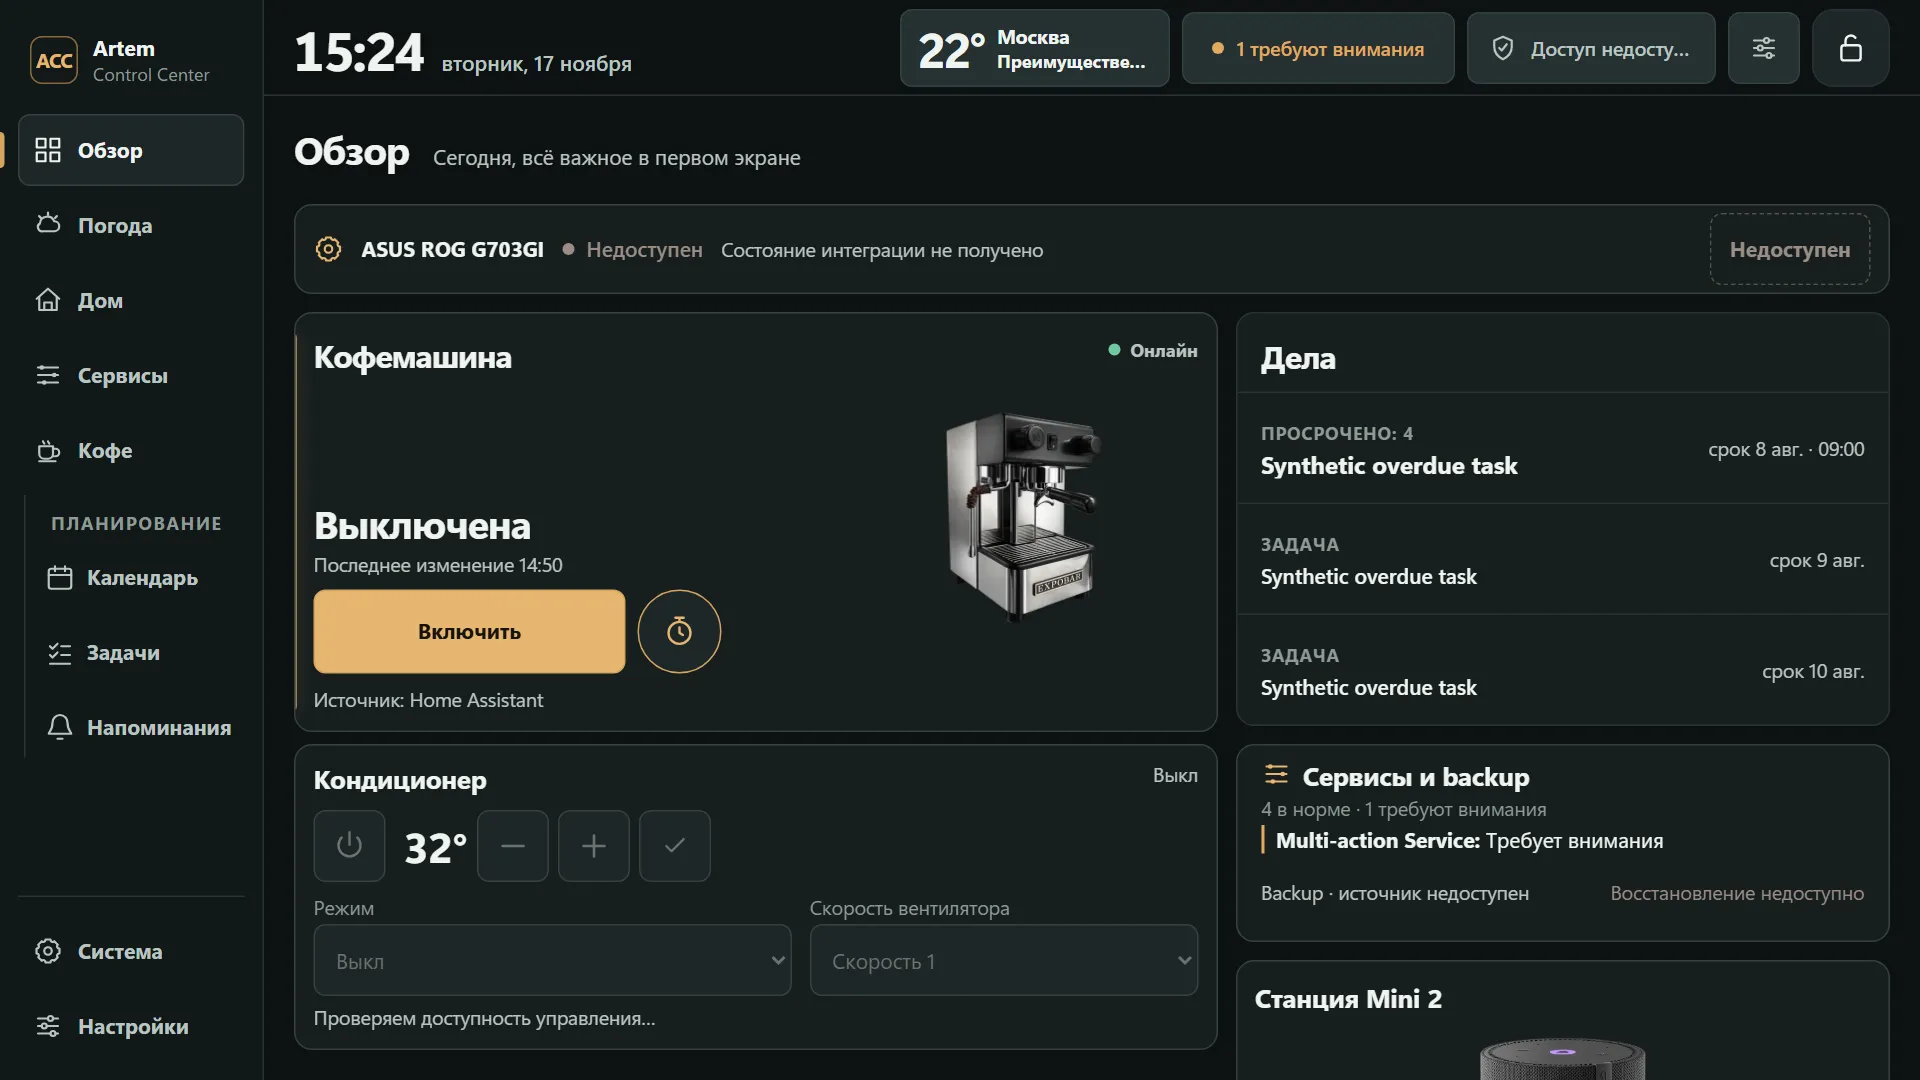 ACC
Artem
Control Center
Обзор
Погода
Дом
Сервисы
Кофе
ПЛАНИРОВАНИЕ
Календарь
Задачи
Напоминания
Система
Настройки
15:24 вторник, 17 ноября
22° Москва
Преимуществе...
1 требуют внимания
Доступ недосту...
Обзор Сегодня, всё важное в первом экране
ASUS ROG G703GI Недоступен Состояние интеграции не получено
Недоступен
Кофемашина
Онлайн
EXPOBAR
Выключена
Последнее изменение 14:50
Включить
Источник: Home Assistant
Кондиционер
Выкл
32°
Режим
Выкл
Скорость вентилятора
Скорость 1
Проверяем доступность управления...
Дела
ПРОСРОЧЕНО: 4
Synthetic overdue task
срок 8 авг. · 09:00
ЗАДАЧА
Synthetic overdue task
срок 9 авг.
ЗАДАЧА
Synthetic overdue task
срок 10 авг.
Сервисы и backup
4 в норме · 1 требуют внимания
Multi-action Service: Требует внимания
Backup · источник недоступен
Восстановление недоступно
Станция Mini 2